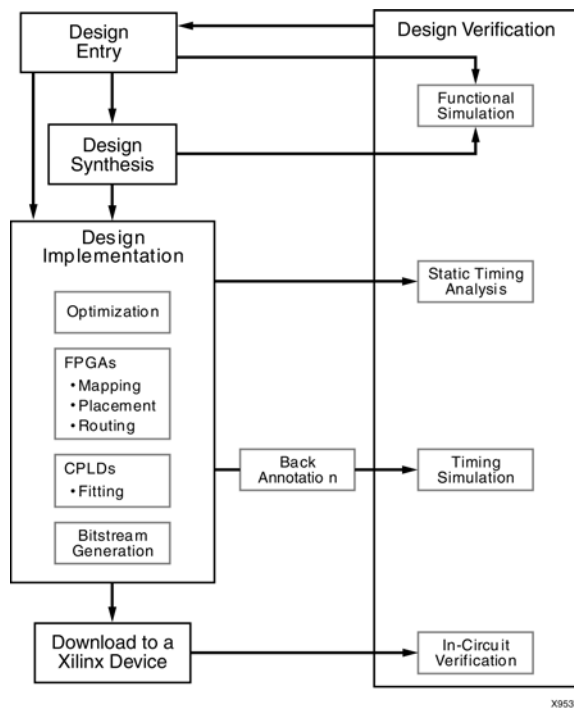 Design
Entry
Design Verification
Functional
Simulation
Design
Synthesis
Design
Implementation
Static Timing
Analysis
Optimization
FPGAs
• Mapping
• Placement
• Routing
Back
Annotatio n
Timing
Simulation
CPLDs
• Fitting
Bitstream
Generation
Download to a
Xilinx Device
In-Circuit
Verification
X953